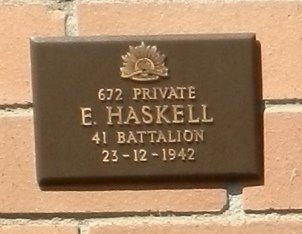 672 PRIVATE
E. HASKELL
41 BATTALION
23-12-1942